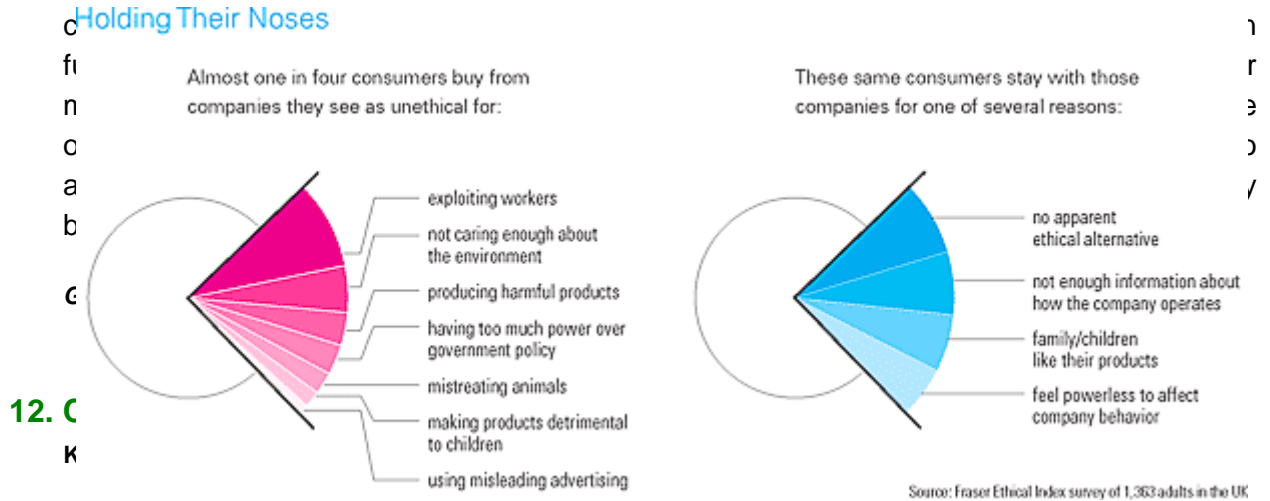 Holding Their Noses
Almost one in four consumers buy from
companies they see as unethical for:
exploiting workers
not caring enough about
the environment
producing harmful products
having too much power over
government policy
mistreating animals
making products detrimental
to children
using misleading advertising
These same consumers stay with those
companies for one of several reasons:
no apparent
ethical alternative
not enough information about
how the company operates
family/children
like their products
feel powerless to affect
company behavior
Source: Fraser Ethical Index survey of 1,363 adults in the UK
12.